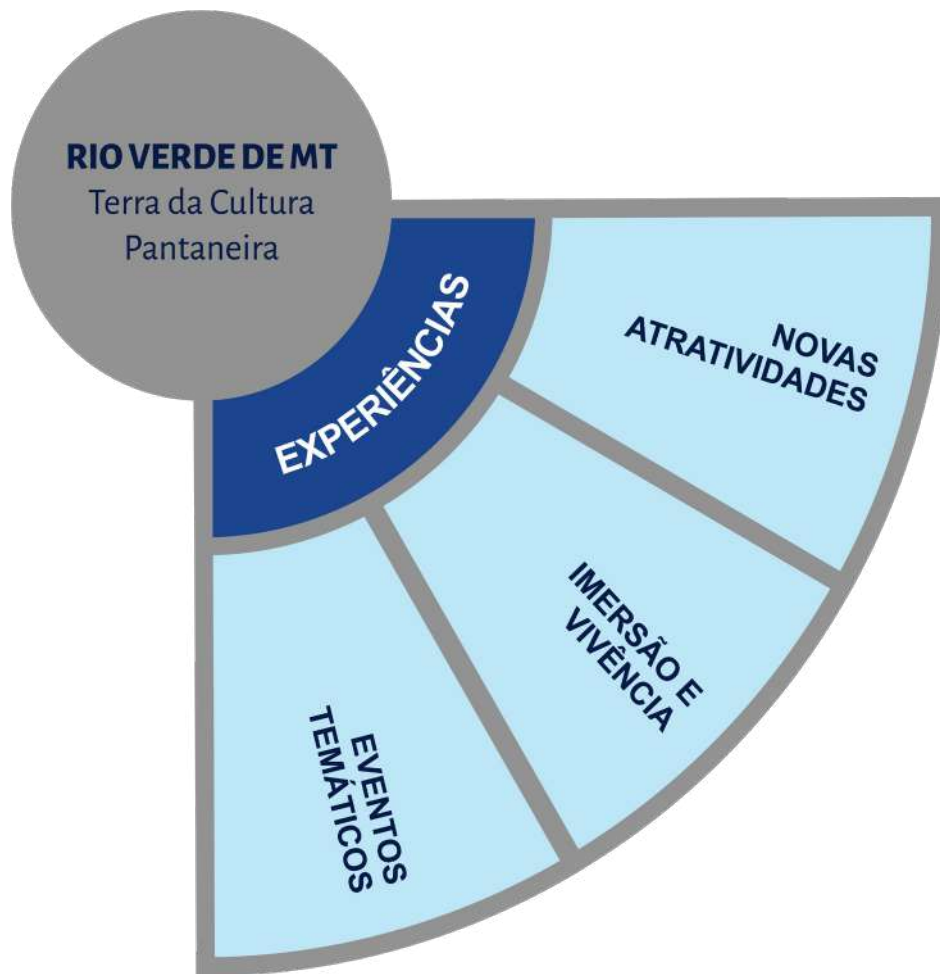 RIO VERDE DE MT
Terra da Cultura
Pantaneira
EXPERIÊNCIAS
NOVAS
ATRATIVIDADES
IMERSÃO E
VIVÊNCIA
EVENTOS
TEMÁTICOS